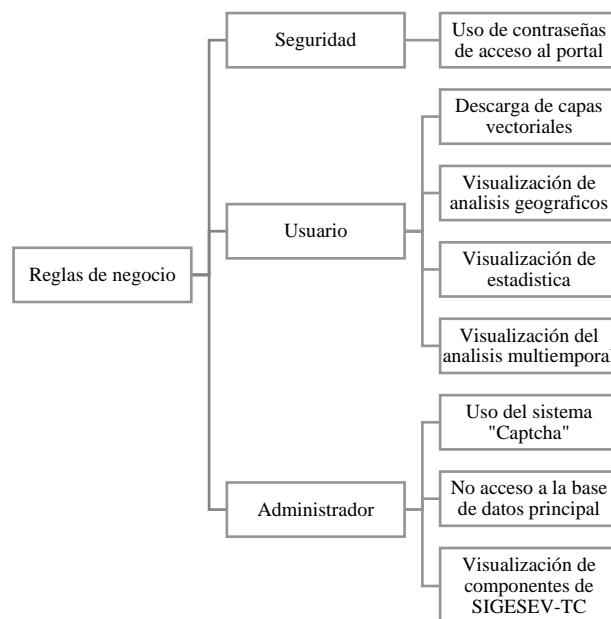 Reglas de negocio
Seguridad
Uso de contraseñas
de acceso al portal
Usuario
Descarga de capas
vectoriales
Visualización de
analisis geograficos
Visualización de
estadistica
Visualización del
analisis multitemporal
Administrador
Uso del sistema
"Captcha"
No acceso a la base
de datos principal
Visualización de
componentes de
SIGESEV-TC